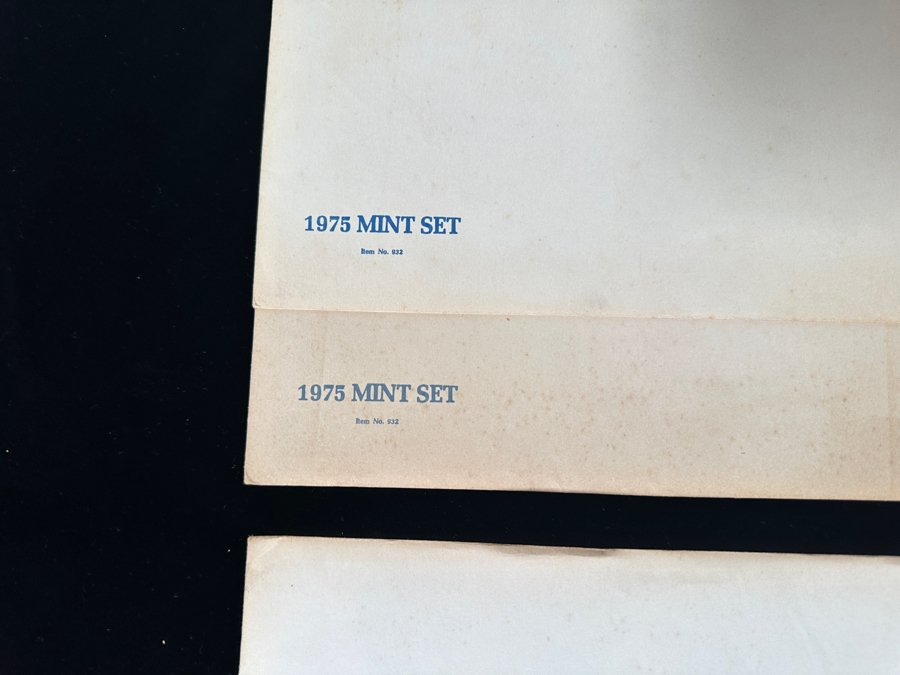 1975 MINT SET
Item No. 932
1975 MINT SET
Item No. 932